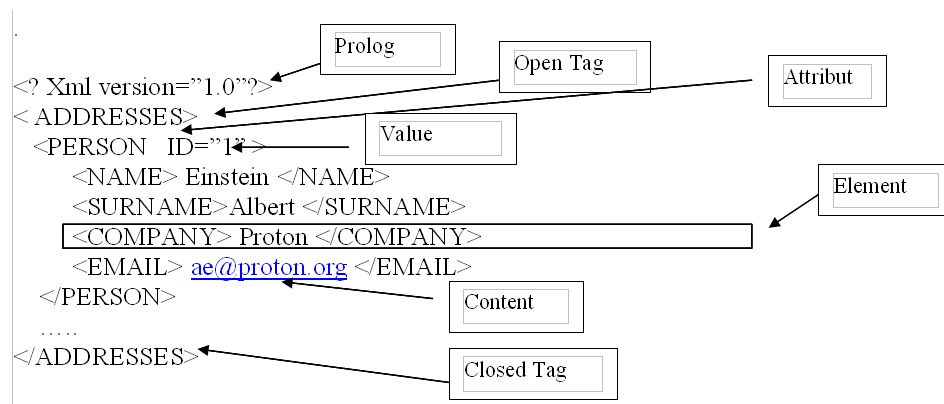 .
Prolog
Open Tag
Attribut
<? Xml version=”1.0”?>
< ADDRESSES>
Value
<PERSON ID=”1” >
<NAME> Einstein </NAME>
<SURNAME>Albert </SURNAME>
Element
<COMPANY> Proton </COMPANY>
<EMAIL> ae@proton.org </EMAIL>
</PERSON>
Content
.....
</ADDRESSES>
Closed Tag